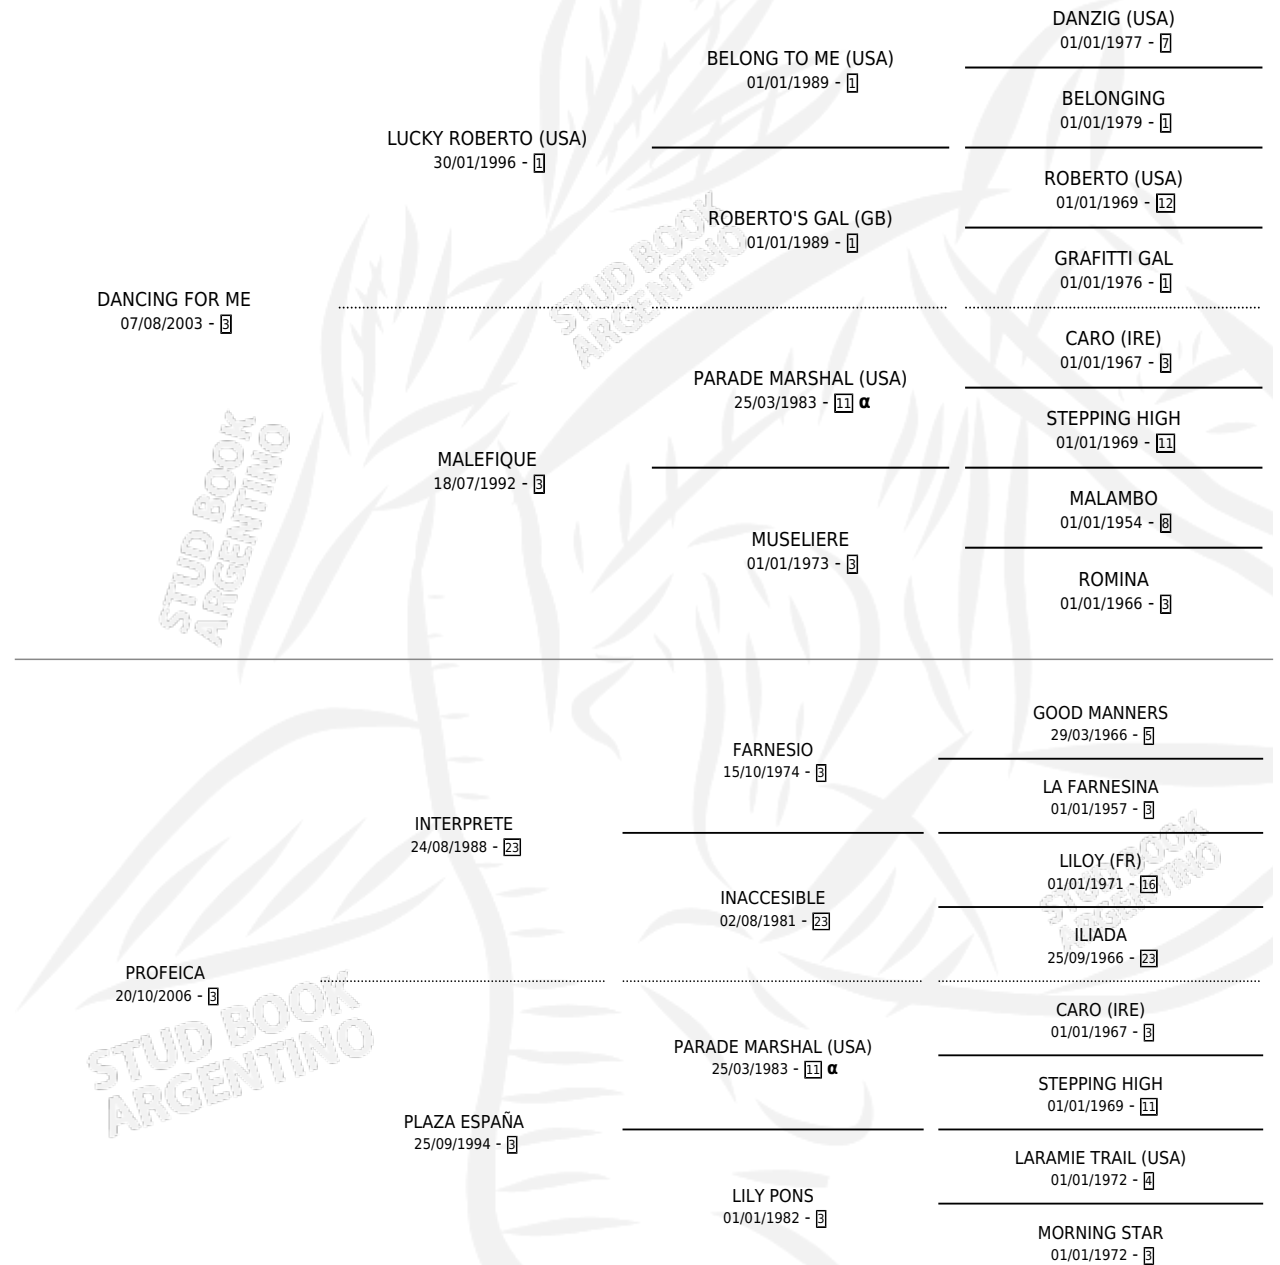 DANZIG (USA)
01/01/1977 - 7
BELONG TO ME (USA)
01/01/1989 - 1
BELONGING
01/01/1979 - 1
LUCKY ROBERTO (USA)
30/01/1996 - 1
ROBERTO (USA)
01/01/1969 - 12
ROBERTO'S GAL (GB)
01/01/1989 - 1
GRAFITTI GAL
01/01/1976 - 1
DANCING FOR ME
07/08/2003 - 3
CARO (IRE)
01/01/1967 - 3
PARADE MARSHAL (USA)
25/03/1983 - 11 α
STEPPING HIGH
01/01/1969 - 11
MALEFIQUE
18/07/1992 - 3
MALAMBO
01/01/1954 - 8
MUSELIERE
01/01/1973 - 3
ROMINA
01/01/1966 - 3
GOOD MANNERS
29/03/1966 - 5
FARNESIO
15/10/1974 - 3
LA FARNESINA
01/01/1957 - 3
INTERPRETE
24/08/1988 - 23
LILOY (FR)
01/01/1971 - 16
INACCESIBLE
02/08/1981 - 23
ILIADA
25/09/1966 - 23
PROFEICA
20/10/2006 - 3
CARO (IRE)
01/01/1967 - 3
PARADE MARSHAL (USA)
25/03/1983 - 11 α
STEPPING HIGH
01/01/1969 - 11
PLAZA ESPAÑA
25/09/1994 - 3
LARAMIE TRAIL (USA)
01/01/1972 - 4
LILY PONS
01/01/1982 - 3
MORNING STAR
01/01/1972 - 3
STUD BOOK
ARGENTINO
STUD BOOK
ARGENTINO
STUD BOOK
ARGENTINO
STUD BOOK
ARGENTINO